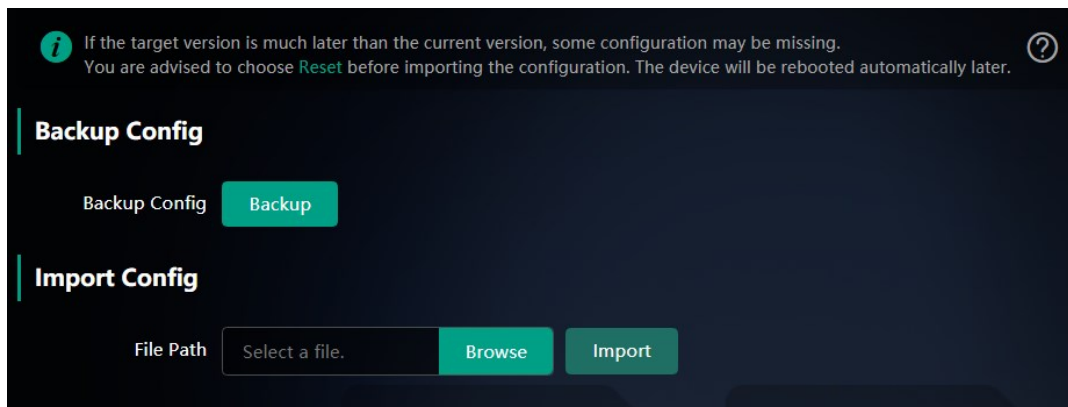 If the target version is much later than the current version, some configuration may be missing.
You are advised to choose Reset before importing the configuration. The device will be rebooted automatically later.
Backup Config
Backup Config Backup
Import Config
File Path Select a file. Browse Import